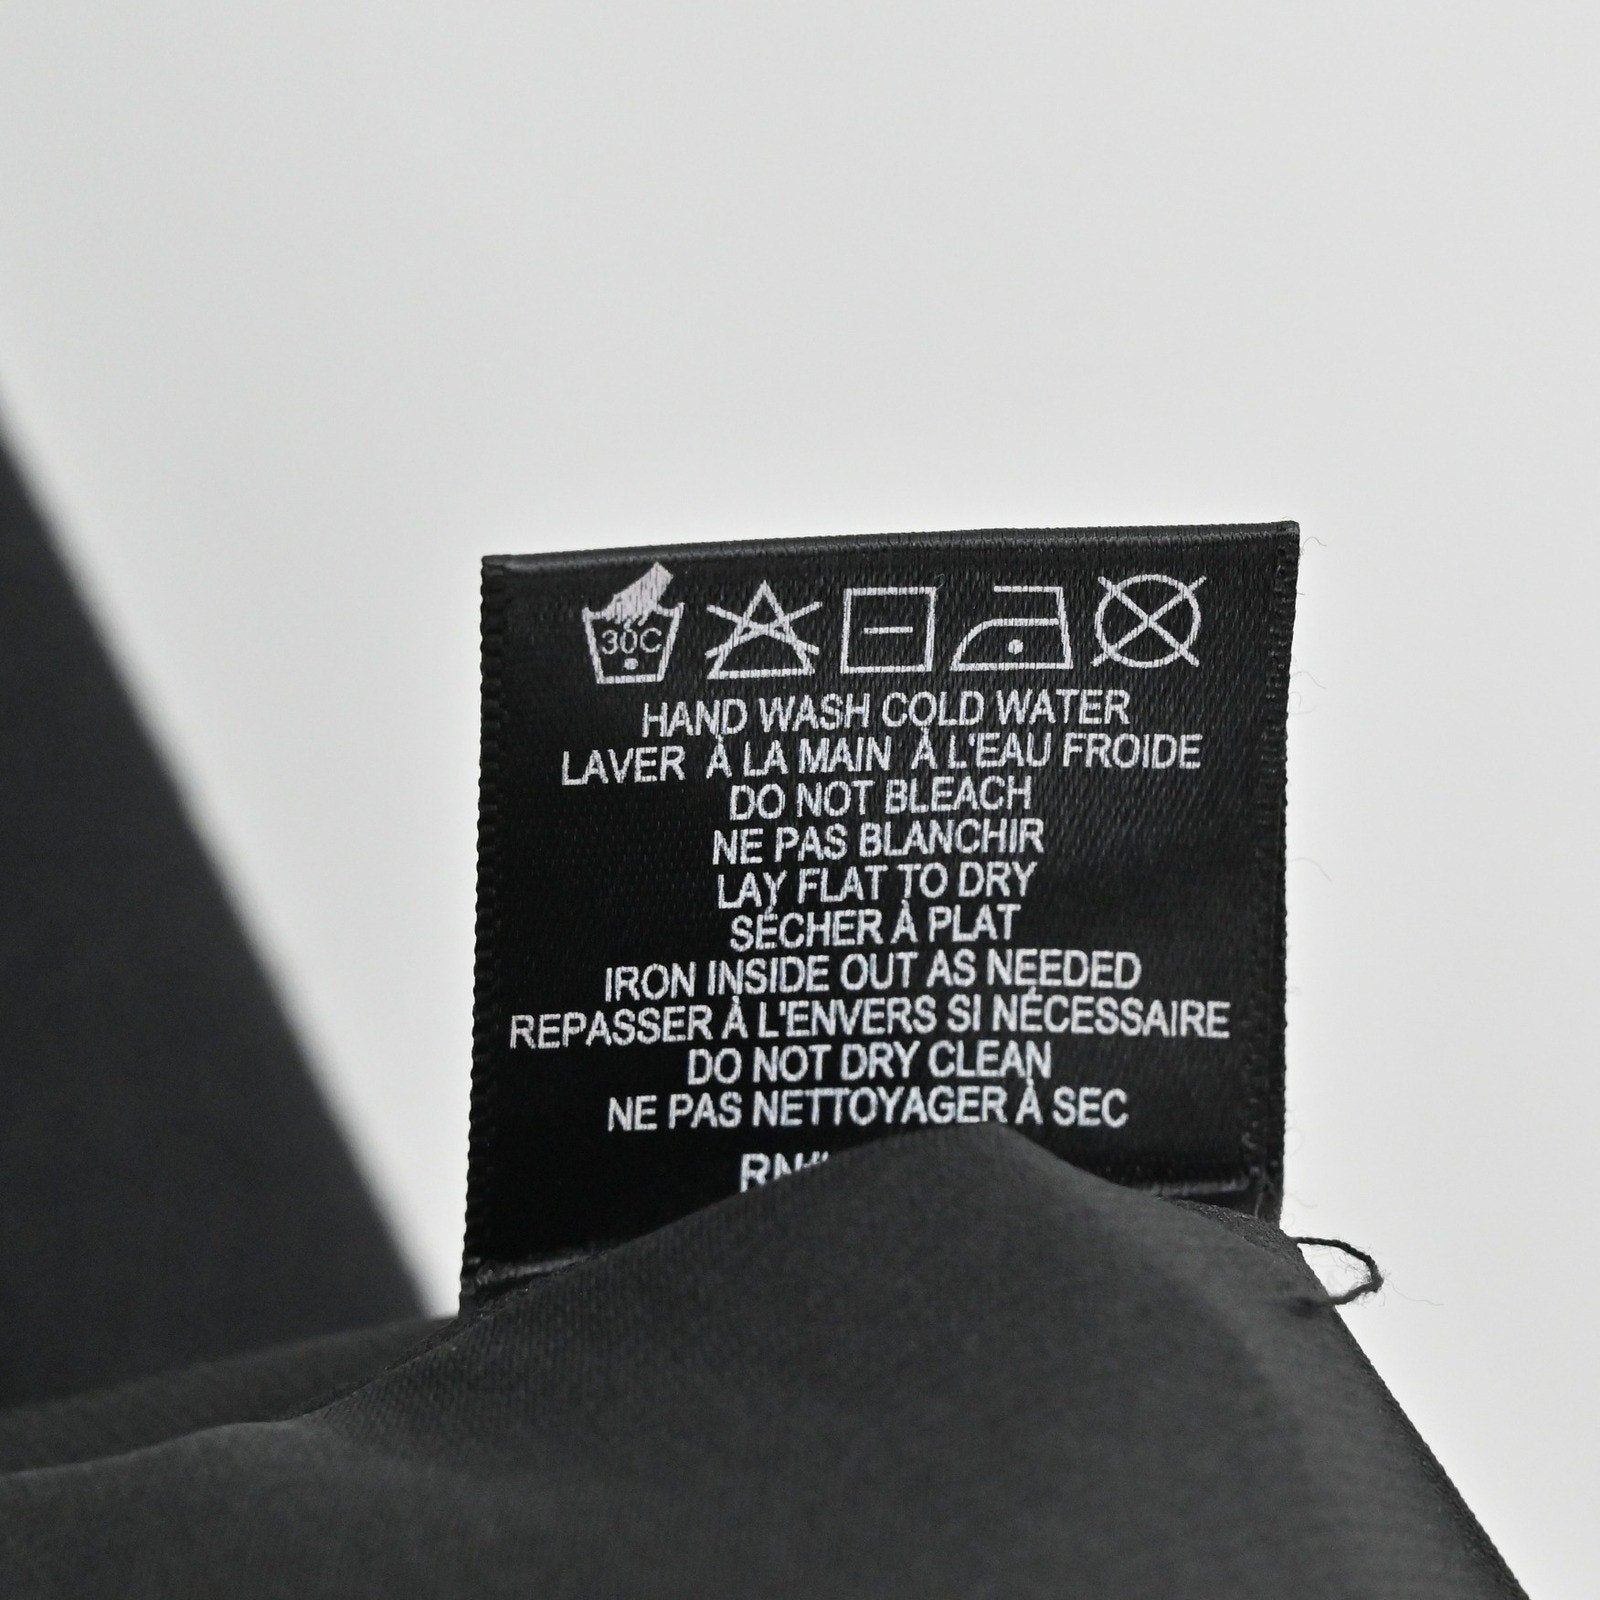 30C
HAND WASH COLD WATER
LAVER À LA MAIN À L'EAU FROIDE
DO NOT BLEACH
NE PAS BLANCHIR
LAY FLAT TO DRY
SÉCHER À PLAT
IRON INSIDE OUT AS NEEDED
REPASSER À L'ENVERS SI NÉCESSAIRE
DO NOT DRY CLEAN
NE PAS NETTOYAGER À SEC